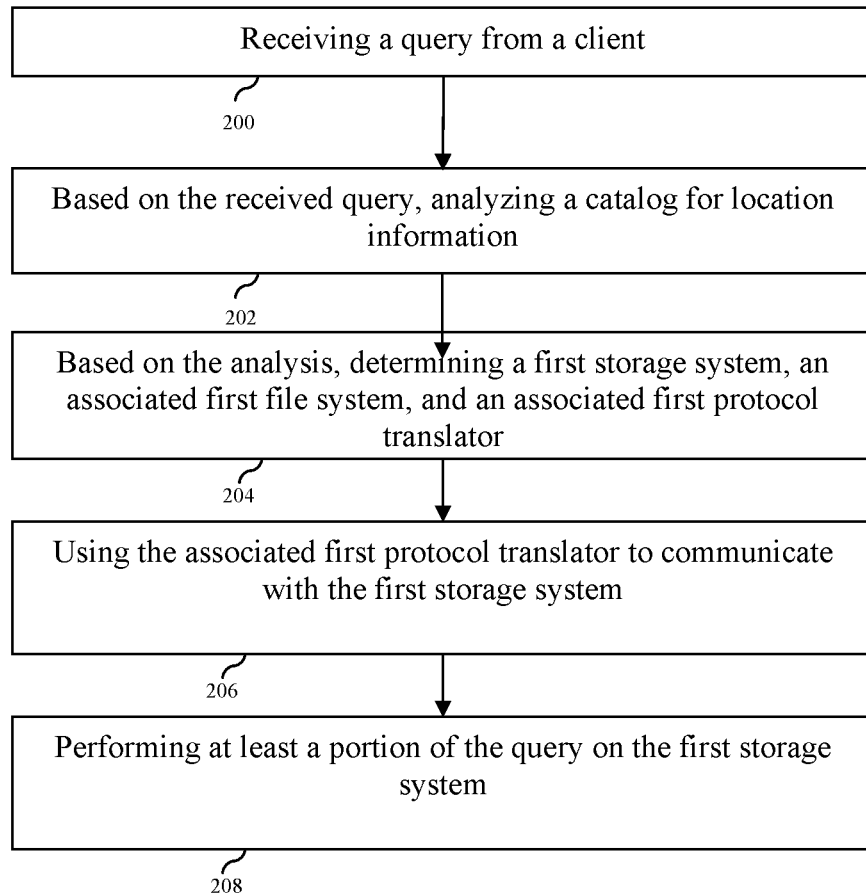 Receiving a query from a client
200
Based on the received query, analyzing a catalog for location
information
202
Based on the analysis, determining a first storage system, an
associated first file system, and an associated first protocol
translator
204
Using the associated first protocol translator to communicate
with the first storage system
206
Performing at least a portion of the query on the first storage
system
208